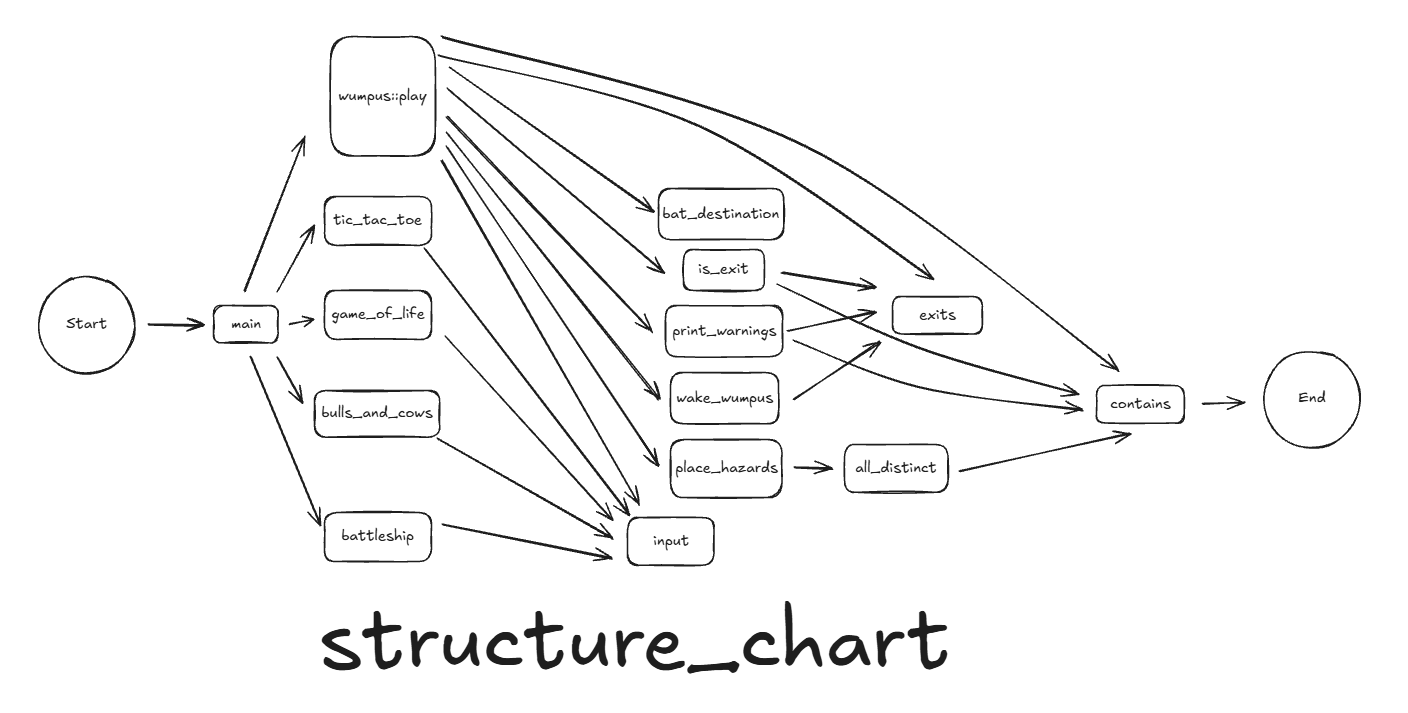 wumpus::play
tic_tac_toe
game_of_life
bulls_and_cows
battleship
Start
main
bat_destination
is_exit
print_warnings
wake_wumpus
place_hazards
input
exits
all_distinct
contains
End
structure_chart